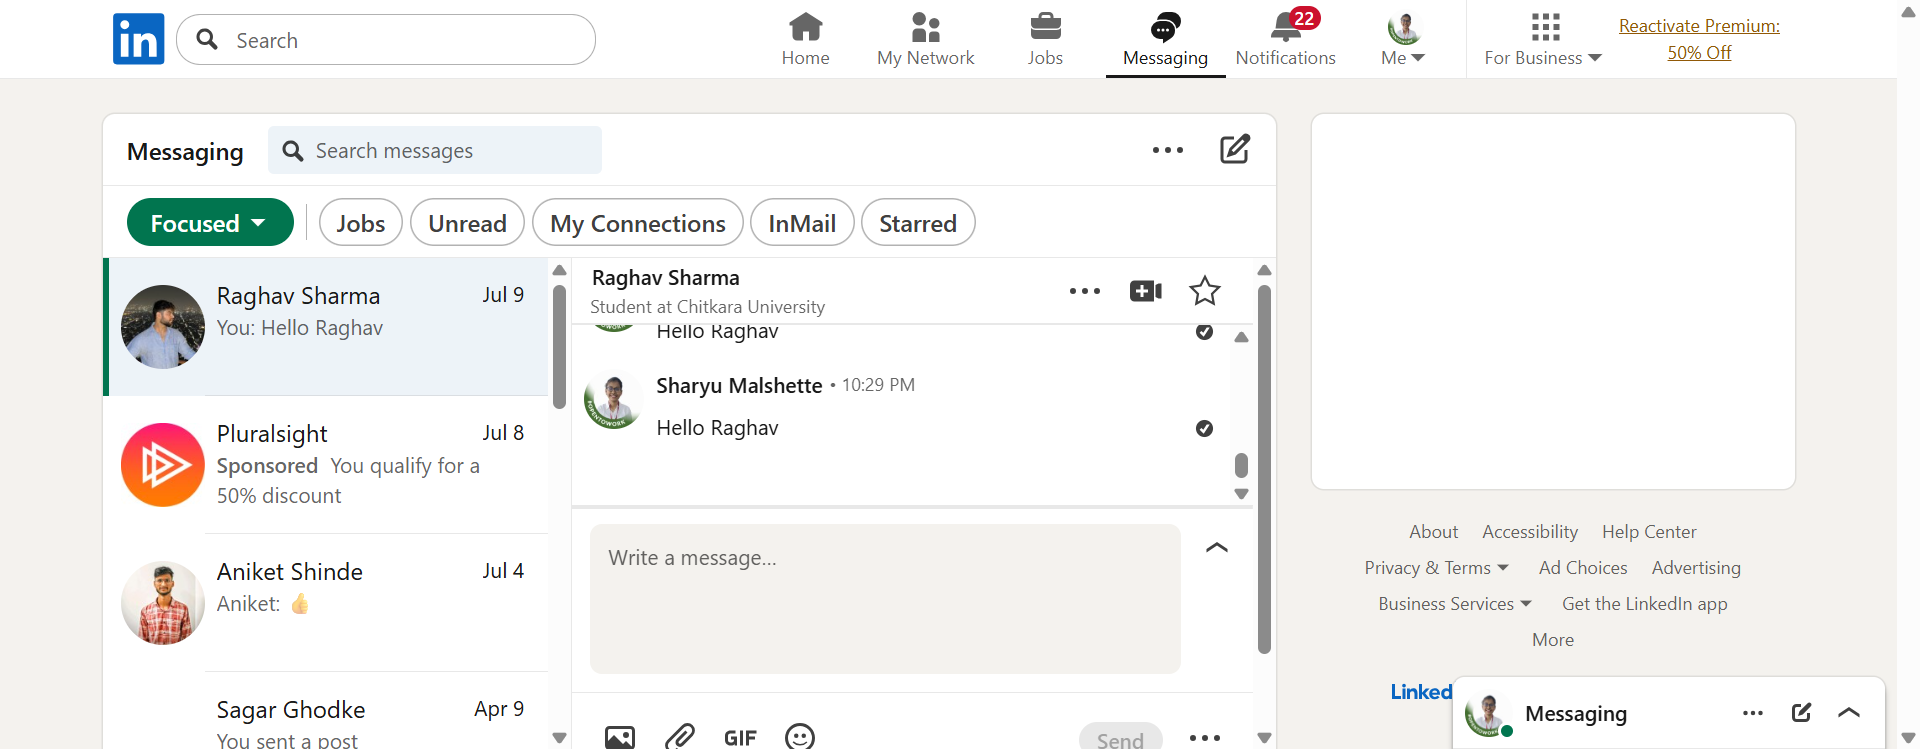 in
Search
Home
My Network
Jobs
Messaging
22
Notifications
Me
For Business
Reactivate Premium:
50% Off
Messaging
Search messages
Focused
Jobs
Unread
My Connections
InMail
Starred
Raghav Sharma
Jul 9
You: Hello Raghav
Pluralsight
Jul 8
Sponsored You qualify for a
50% discount
Aniket Shinde
Jul 4
Aniket: 👍
Sagar Ghodke
Apr 9
You sent a post
Raghav Sharma
Student at Chitkara University
Hello Raghav
Sharyu Malshette • 10:29 PM
Hello Raghav
Write a message...
GIF
Send
About Accessibility Help Center
Privacy & Terms Ad Choices Advertising
Business Services Get the LinkedIn app
More
Linked
Messaging